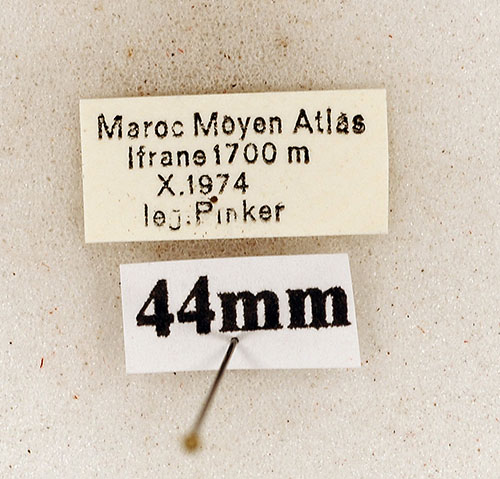 Maroc Moyen Atlas
Ifrane 1700 m
X.1974
leg. Pinker
44mm